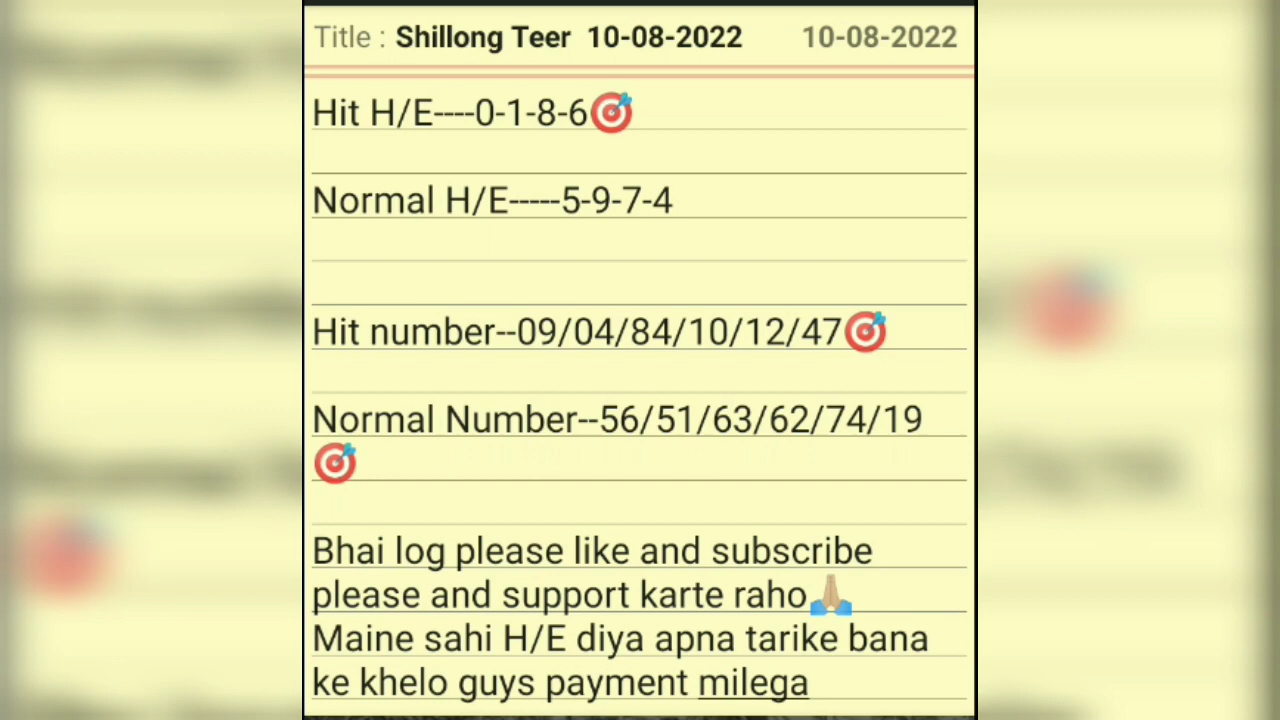 Title : Shillong Teer 10-08-2022 10-08-2022
Hit H/E----0-1-8-6🎯
Normal H/E-----5-9-7-4
Hit number--09/04/84/10/12/47🎯
Normal Number--56/51/63/62/74/19
🎯
Bhai log please like and subscribe
please and support karte raho🙏🏼
Maine sahi H/E diya apna tarike bana
ke khelo guys payment milega